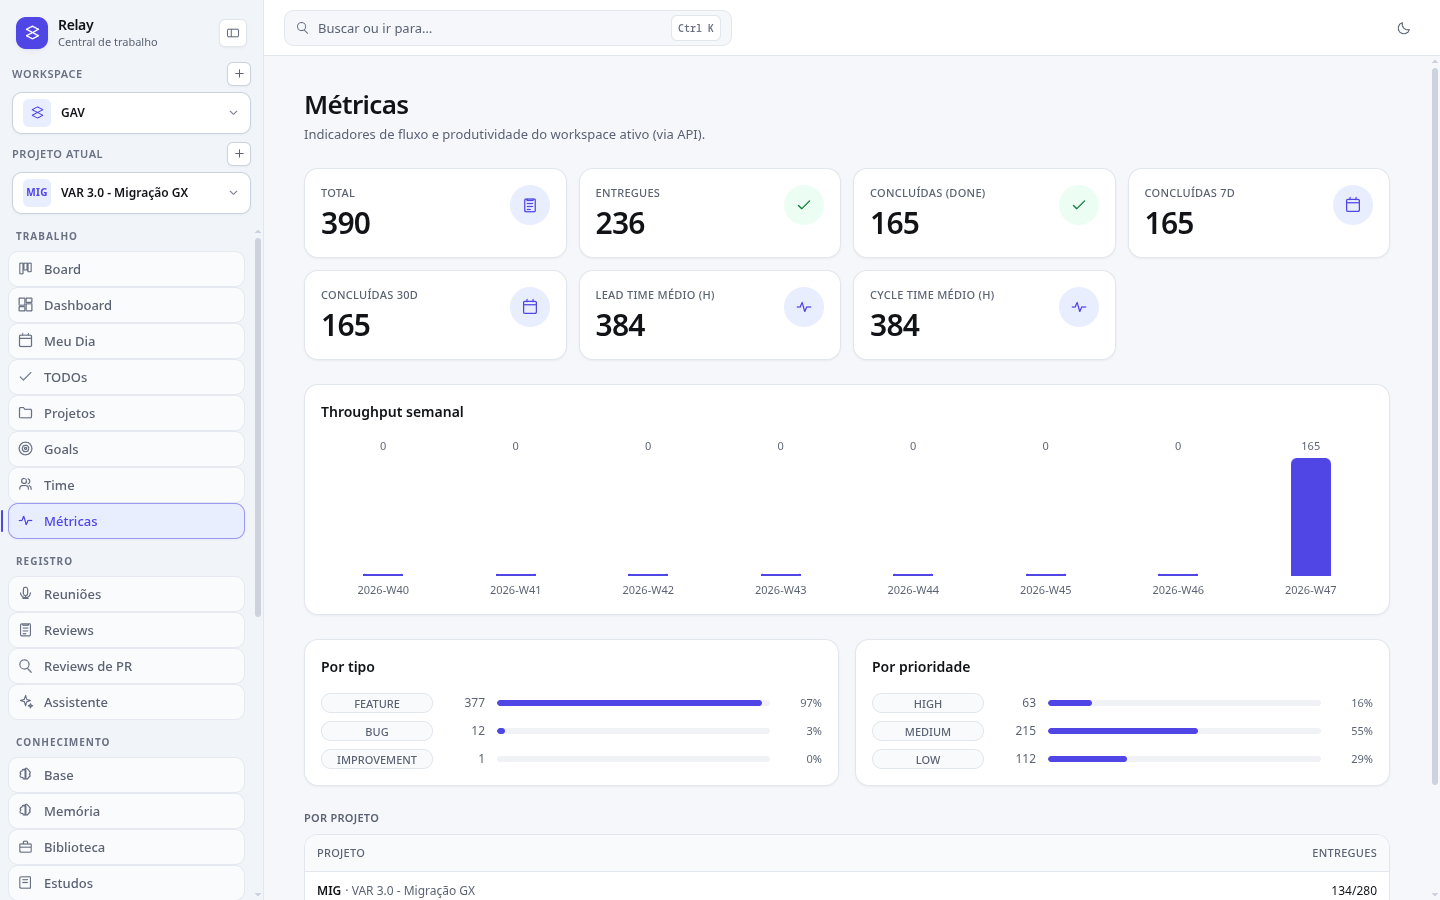 Relay
Central de trabalho
WORKSPACE
GAV
PROJETO ATUAL
MIG VAR 3.0 - Migração GX
TRABALHO
Board
Dashboard
Meu Dia
TODOs
Projetos
Goals
Time
Métricas
REGISTRO
Reuniões
Reviews
Reviews de PR
Assistente
CONHECIMENTO
Base
Memória
Biblioteca
Estudos
Buscar ou ir para... Ctrl K
Métricas
Indicadores de fluxo e produtividade do workspace ativo (via API).
TOTAL
390
ENTREGUES
236
CONCLUÍDAS (DONE)
165
CONCLUÍDAS 7D
165
CONCLUÍDAS 30D
165
LEAD TIME MÉDIO (H)
384
CYCLE TIME MÉDIO (H)
384
Throughput semanal
0 0 0 0 0 0 0 165
2026-W40 2026-W41 2026-W42 2026-W43 2026-W44 2026-W45 2026-W46 2026-W47
Por tipo
FEATURE 377 97%
BUG 12 3%
IMPROVEMENT 1 0%
Por prioridade
HIGH 63 16%
MEDIUM 215 55%
LOW 112 29%
POR PROJETO
PROJETO ENTREGUES
MIG · VAR 3.0 - Migração GX 134/280